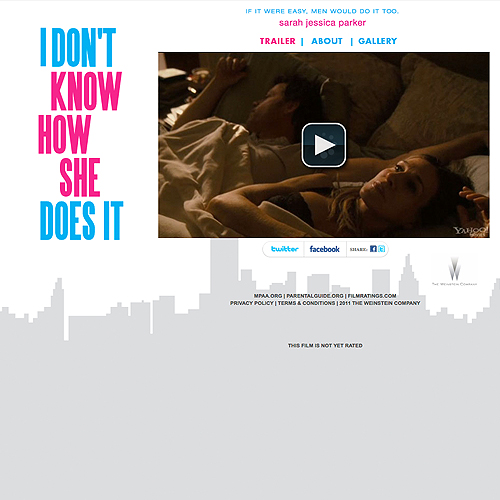 IF IT WERE EASY, MEN WOULD DO IT TOO.
sarah jessica parker
TRAILER | ABOUT | GALLERY
I DON'T
KNOW
HOW
SHE
DOES IT
YAHOO!
MOVIES
twitter facebook SHARE:
THE WEINSTEIN COMPANY
MPAA.ORG | PARENTALGUIDE.ORG | FILMRATINGS.COM
PRIVACY POLICY | TERMS & CONDITIONS | 2011 THE WEINSTEIN COMPANY
THIS FILM IS NOT YET RATED